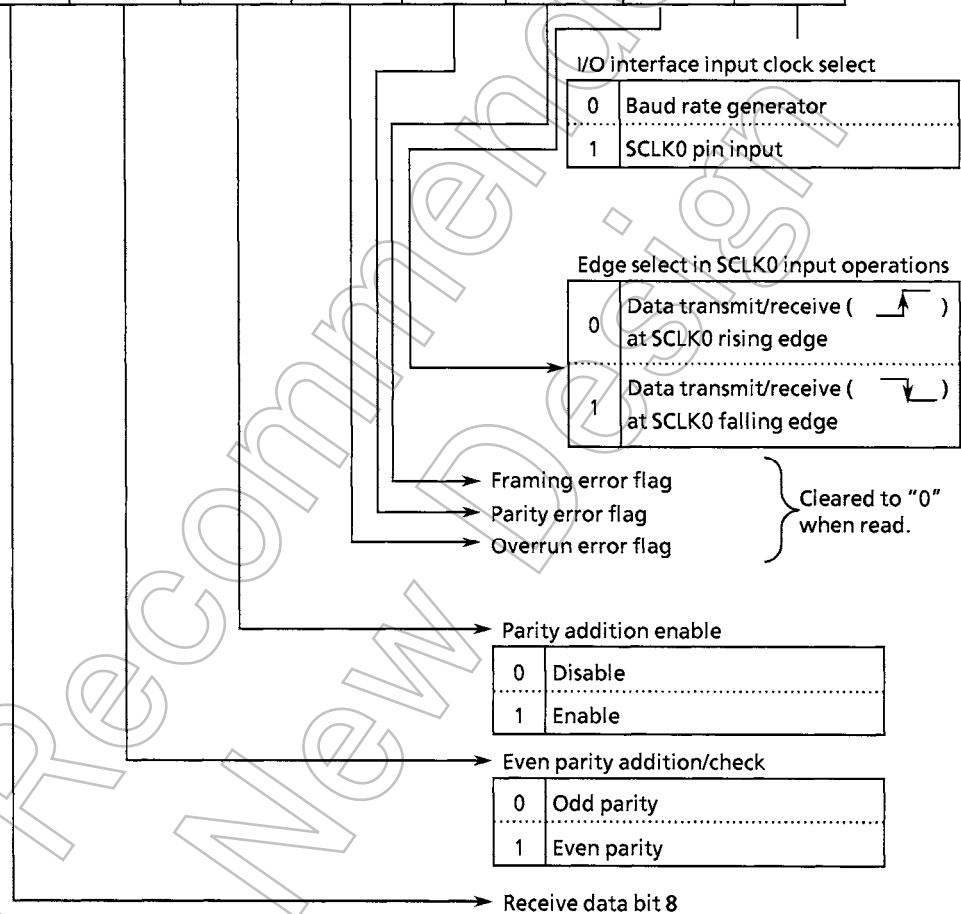 I/O interface input clock select
0 Baud rate generator
1 SCLK0 pin input
Edge select in SCLK0 input operations
0 Data transmit/receive ( )
at SCLK0 rising edge
1 Data transmit/receive ( )
at SCLK0 falling edge
Framing error flag
Parity error flag
Overrun error flag
Cleared to "0"
when read.
Parity addition enable
0 Disable
1 Enable
Even parity addition/check
0 Odd parity
1 Even parity
Receive data bit 8
Recommended
New Design